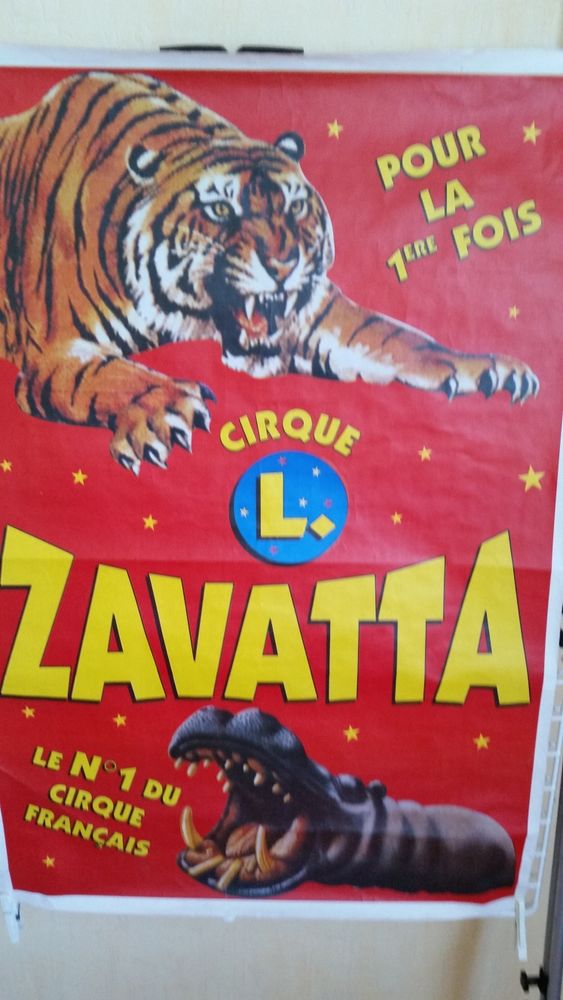 POUR
LA
1ERE FOIS
CIRQUE
L.
ZAVATTA
LE N°1 DU
CIRQUE
FRANÇAIS